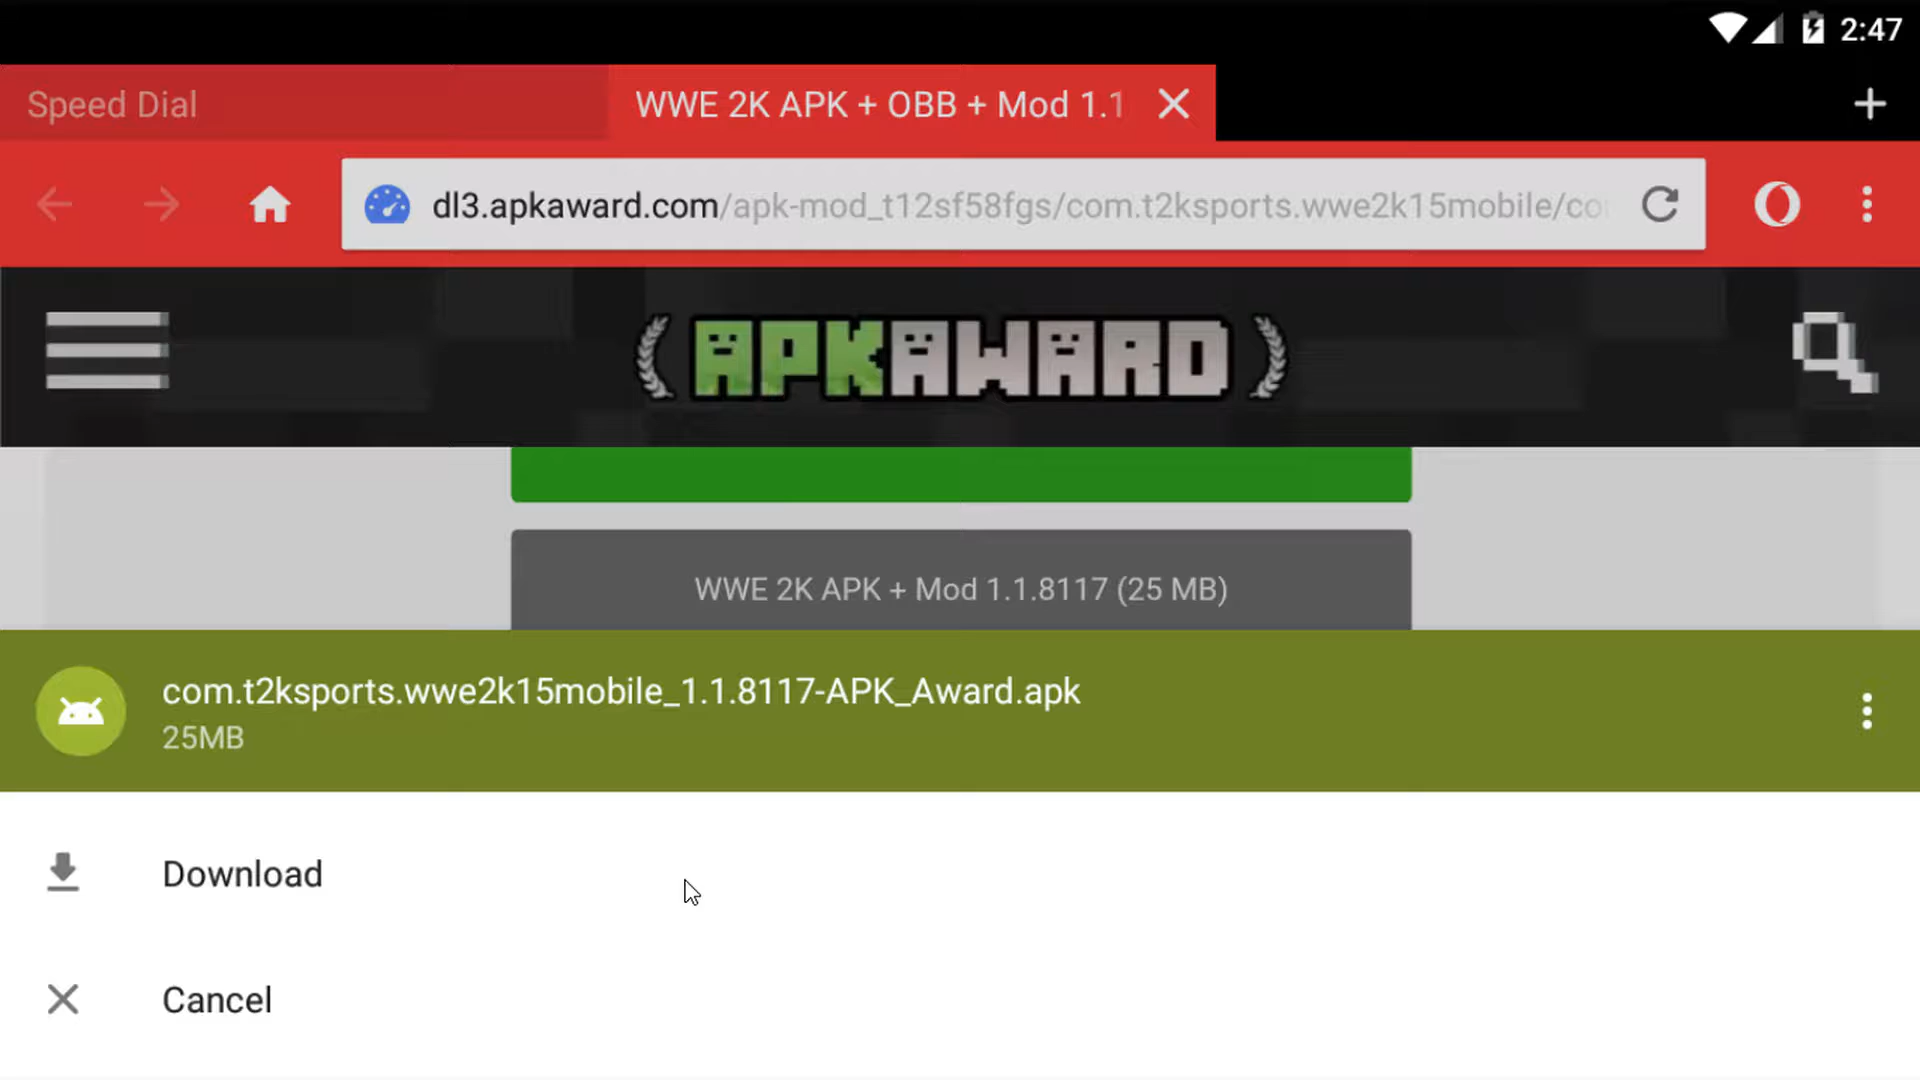 2:47
Speed Dial
WWE 2K APK + OBB + Mod 1.1
dl3.apkaward.com/apk-mod_t12sf58fgs/com.t2ksports.wwe2k15mobile/co
APKAWARD
WWE 2K APK + Mod 1.1.8117 (25 MB)
com.t2ksports.wwe2k15mobile_1.1.8117-APK_Award.apk
25MB
Download
Cancel